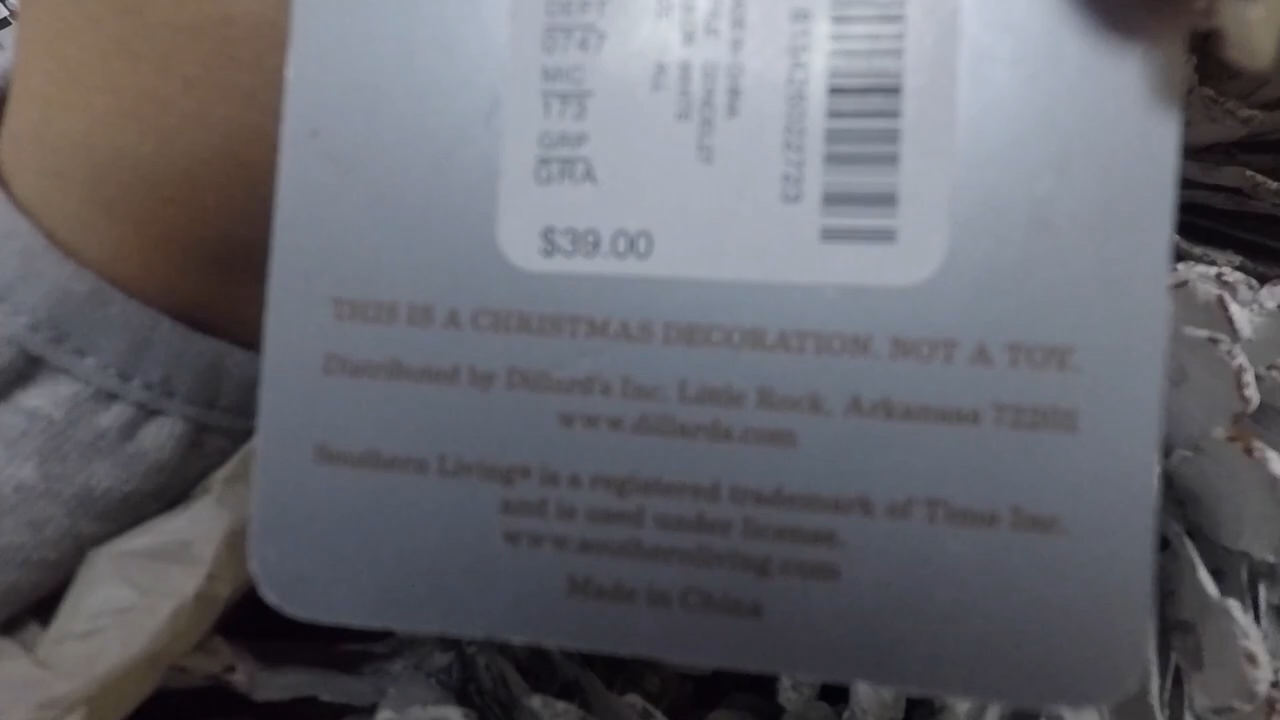 DEPT
0747
MIC
173
GRP
GRA
$39.00
THIS IS A CHRISTMAS DECORATION. NOT A TOY.
Distributed by Dillard's Inc. Little Rock, Arkansas 72201
www.dillards.com
Southern Living® is a registered trademark of Time Inc.
and is used under license.
www.southernliving.com
Made in China